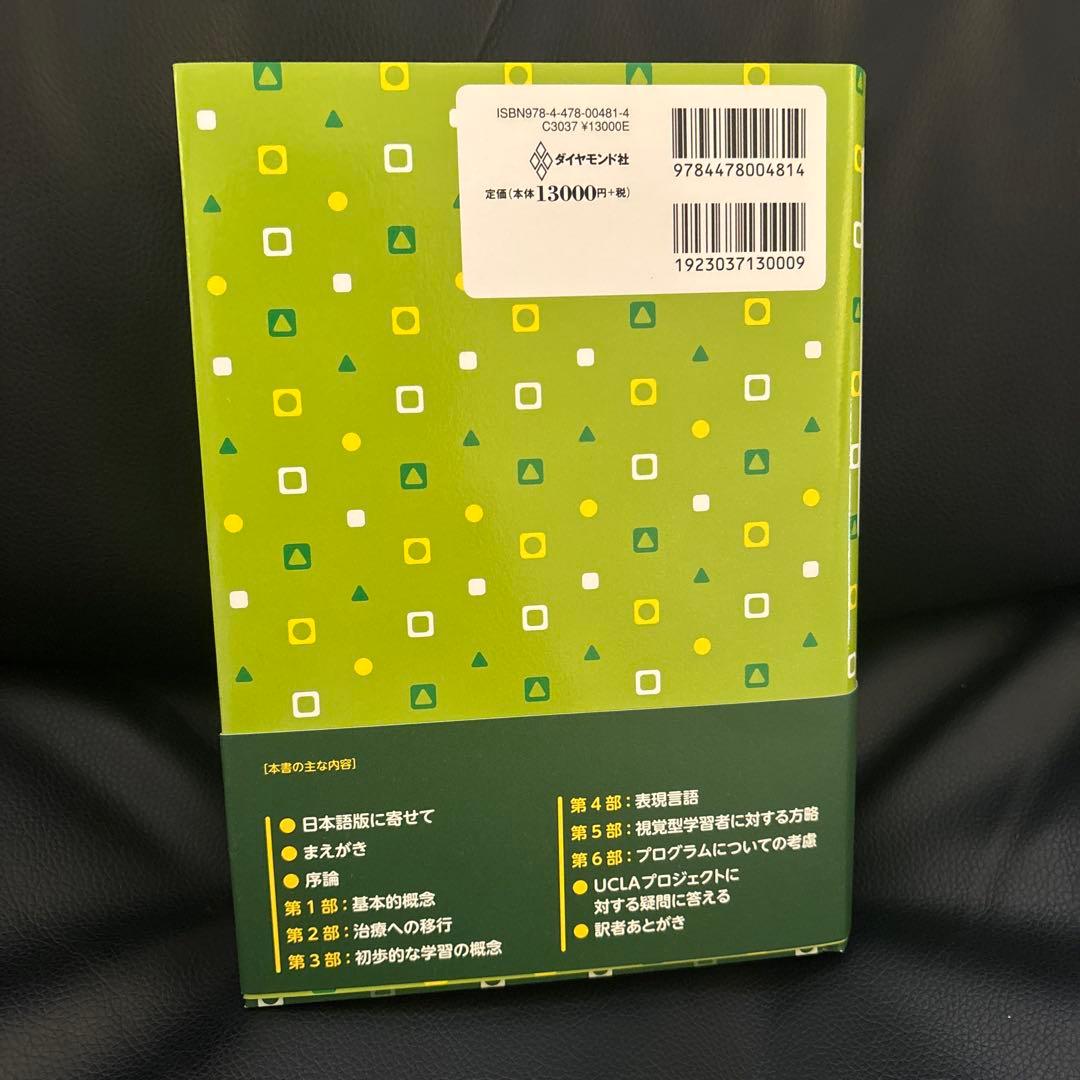 ISBN978-4-478-00481-4
C3037 ¥13000E
ダイヤモンド社
定価(本体13000円+税)
9784478004814
1923037130009
[本書の主な内容]
● 日本語版に寄せて
● まえがき
● 序論
第1部：基本的概念
第2部：治療への移行
第3部：初歩的な学習の概念
第4部：表現言語
第5部：視覚型学習者に対する方略
第6部：プログラムについての考慮
● UCLAプロジェクトに
対する疑問に答える
● 訳者あとがき